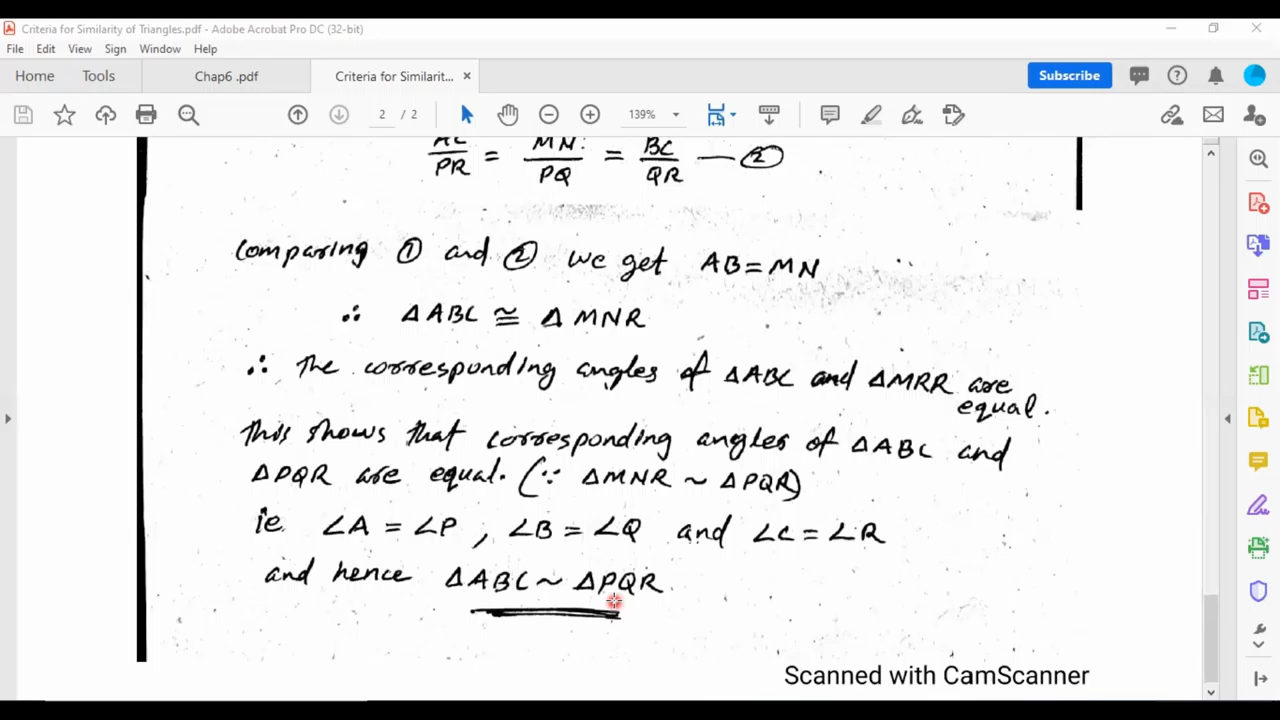 Criteria for Similarity of Triangles.pdf - Adobe Acrobat Pro DC (32-bit)
File Edit View Sign Window Help
Home Tools Chap6 .pdf Criteria for Similarit... ×
Subscribe
2 / 2 139%
AC/PR = MN/PQ = BC/QR — ②
Comparing ① and ② we get AB = MN
∴ ΔABC ≅ ΔMNR
∴ The corresponding angles of ΔABC and ΔMRR are
equal.
This shows that corresponding angles of ΔABC and
ΔPQR are equal. (∵ ΔMNR ~ ΔPQR)
ie ∠A = ∠P , ∠B = ∠Q and ∠C = ∠R
and hence ΔABC ~ ΔPQR.
Scanned with CamScanner